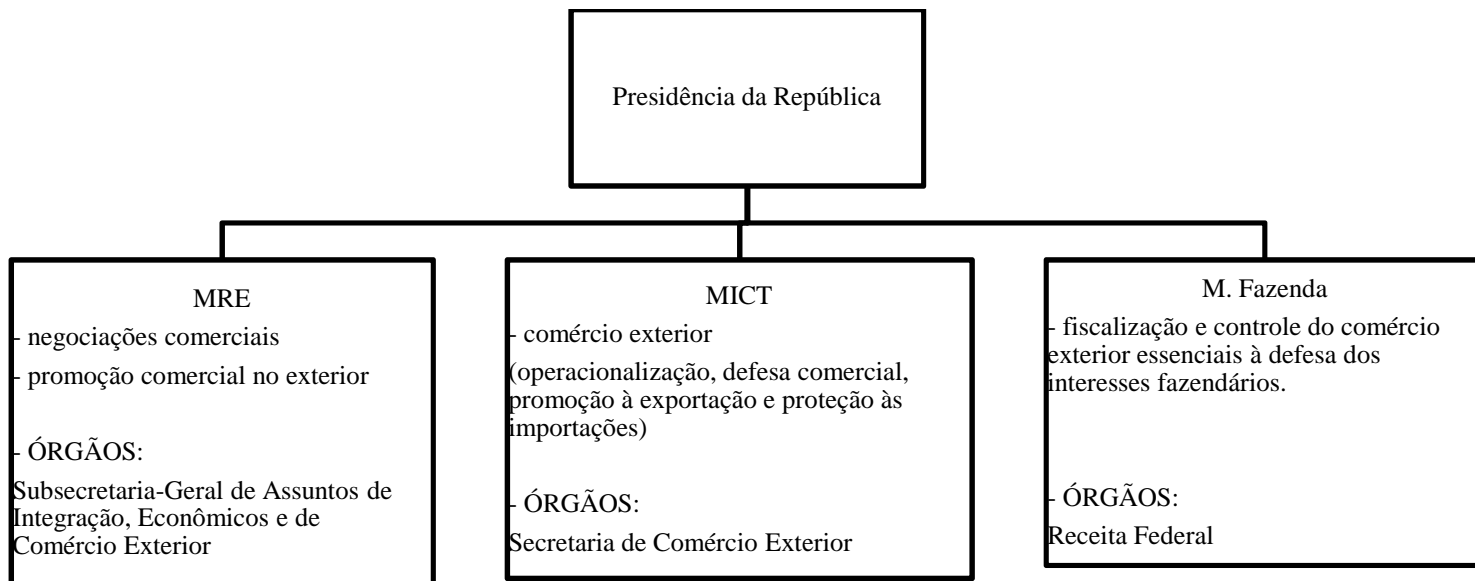 Presidência da República
MRE
- negociações comerciais
- promoção comercial no exterior
- ÓRGÃOS:
Subsecretaria-Geral de Assuntos de
Integração, Econômicos e de
Comércio Exterior
MICT
- comércio exterior
(operacionalização, defesa comercial,
promoção à exportação e proteção às
importações)
- ÓRGÃOS:
Secretaria de Comércio Exterior
M. Fazenda
- fiscalização e controle do comércio
exterior essenciais à defesa dos
interesses fazendários.
- ÓRGÃOS:
Receita Federal